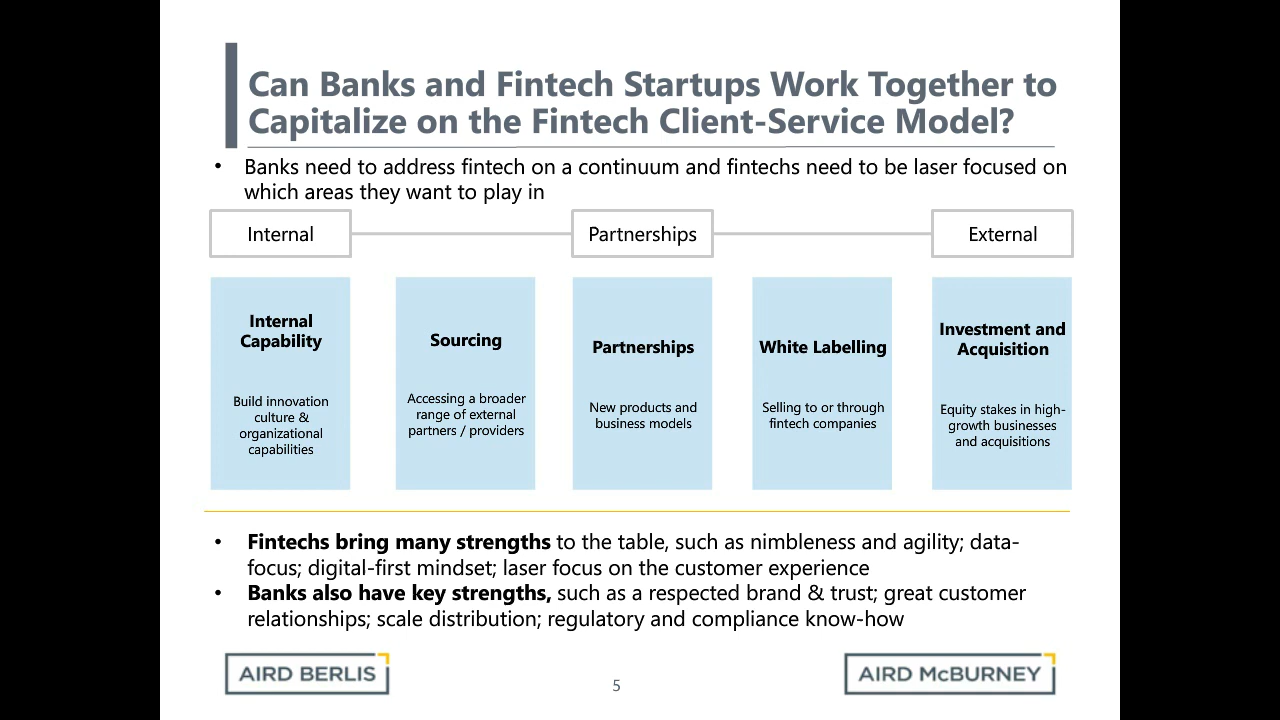 Can Banks and Fintech Startups Work Together to
Capitalize on the Fintech Client-Service Model?
• Banks need to address fintech on a continuum and fintechs need to be laser focused on
which areas they want to play in
Internal
Partnerships
External
Internal
Capability
Build innovation
culture &
organizational
capabilities
Sourcing
Accessing a broader
range of external
partners / providers
Partnerships
New products and
business models
White Labelling
Selling to or through
fintech companies
Investment and
Acquisition
Equity stakes in high-
growth businesses
and acquisitions
• Fintechs bring many strengths to the table, such as nimbleness and agility; data-
focus; digital-first mindset; laser focus on the customer experience
• Banks also have key strengths, such as a respected brand & trust; great customer
relationships; scale distribution; regulatory and compliance know-how
AIRD BERLIS
5
AIRD McBURNEY